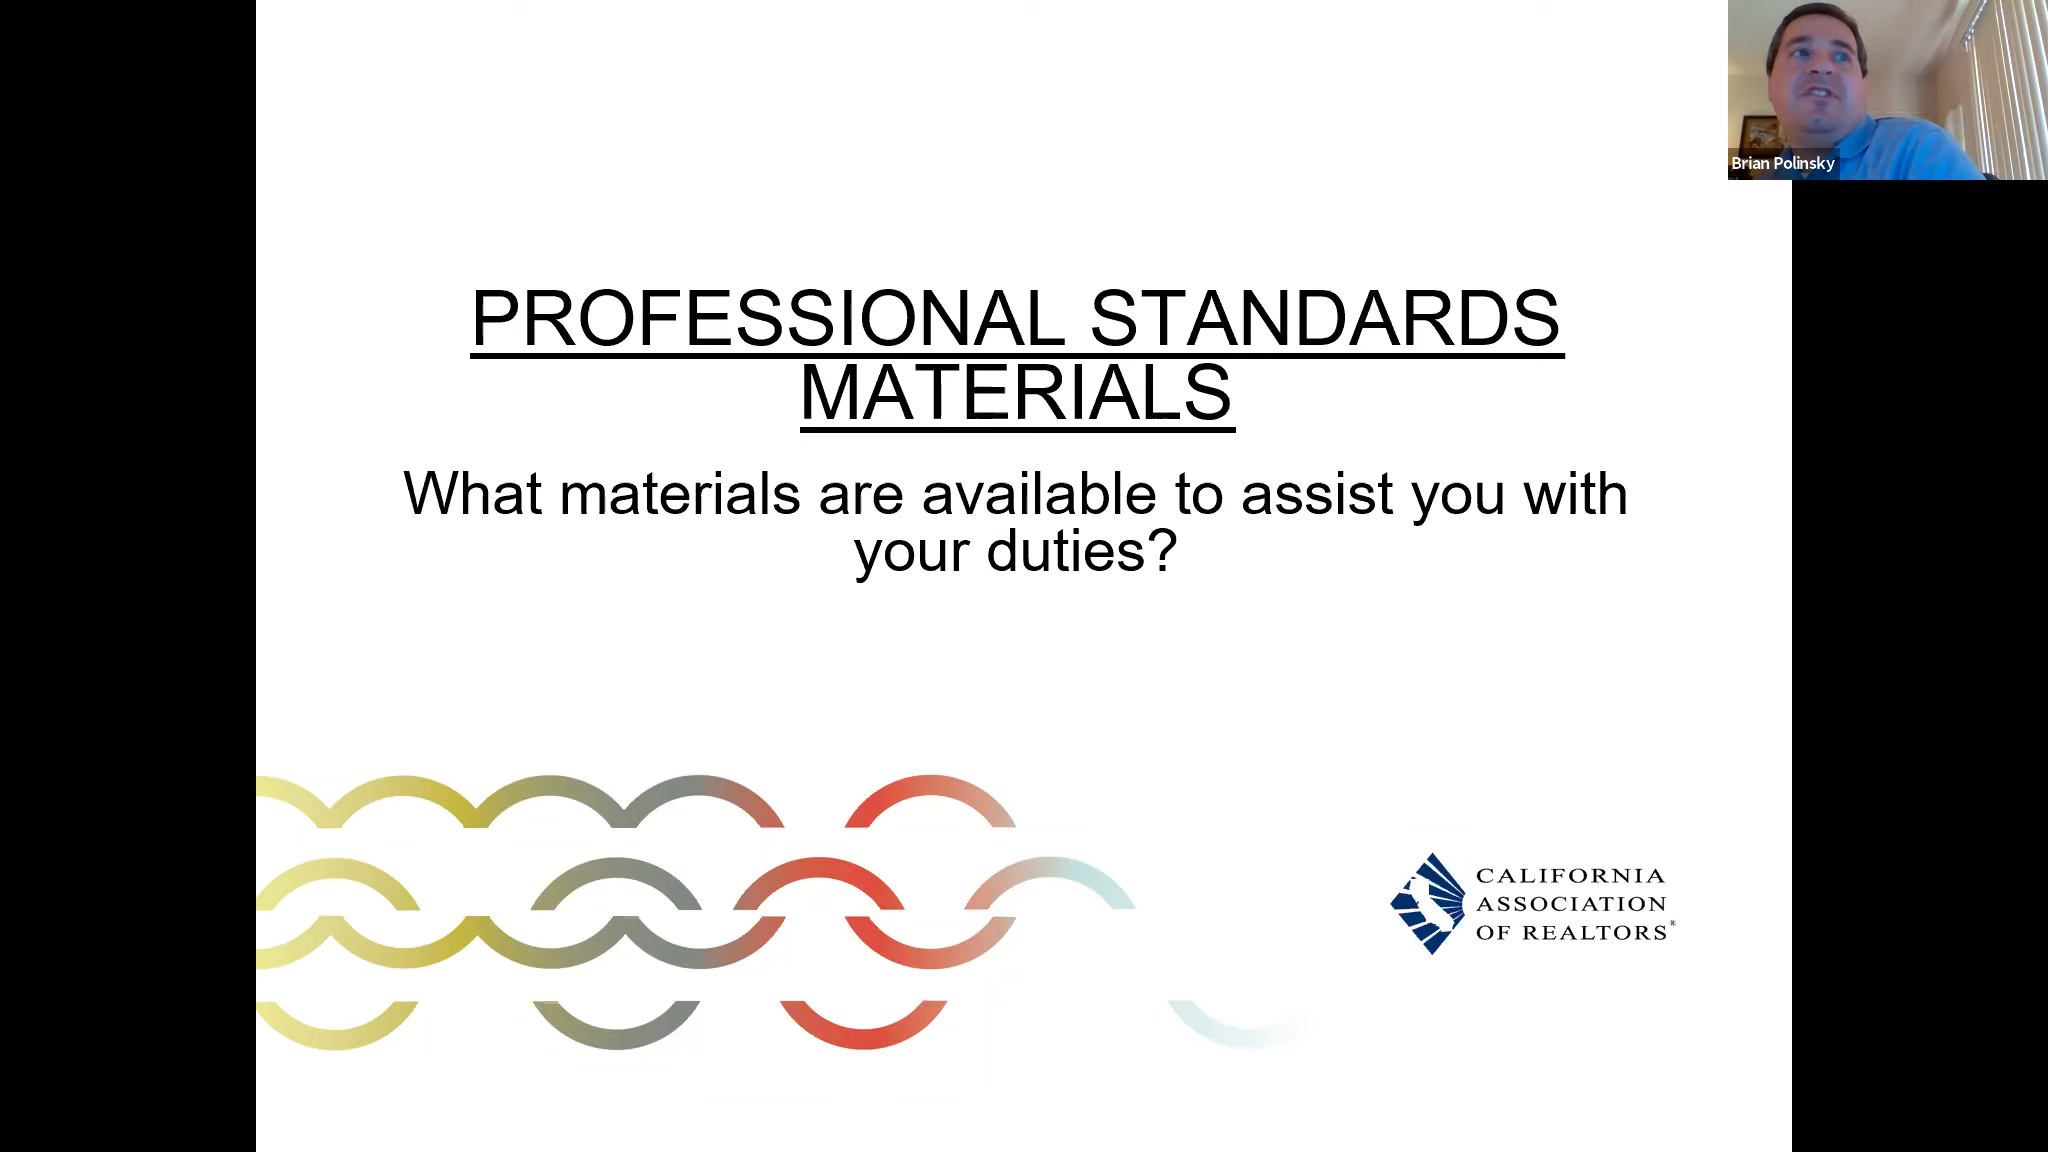 PROFESSIONAL STANDARDS
MATERIALS
What materials are available to assist you with
your duties?
CALIFORNIA
ASSOCIATION
OF REALTORS®
Brian Polinsky